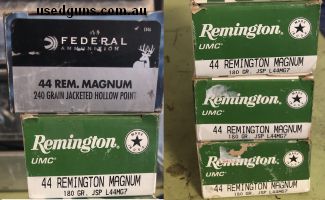 usedguns.com.au
FEDERAL
AMMUNITION
44 REM. MAGNUM
240 GRAIN JACKETED HOLLOW POINT
Remington
UMC
44 REMINGTON MAGNUM
180 GR. JSP L44MG7
Remington
UMC
44 REMINGTON MAGNUM
180 GR. JSP L44MG7
Remington
UMC
44 REMINGTON MAGNUM
180 GR. JSP L44MG7
Remington
UMC
44 REMINGTON MAGNUM
180 GR. JSP L44MG7